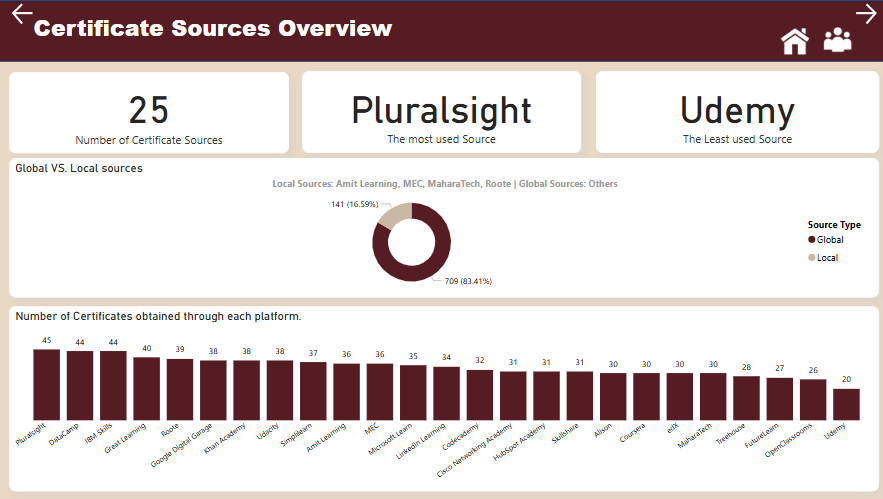 Certificate Sources Overview
25
Number of Certificate Sources
Pluralsight
The most used Source
Udemy
The Least used Source
Global VS. Local sources
Local Sources: Amit Learning, MEC, MaharaTech, Roote | Global Sources: Others
141 (16.59%)
709 (83.41%)
Source Type
Global
Local
Number of Certificates obtained through each platform.
45 44 44 40 39 38 38 38 37 36 36 35 34 32 31 31 31 30 30 30 30 28 27 26 20
Pluralsight DataCamp IBM Skills Great Learning Roote Google Digital Garage Khan Academy Udacity Simplilearn Amit Learning MEC Microsoft Learn LinkedIn Learning Codecademy Cisco Networking Academy HubSpot Academy Skillshare Alison Coursera edX MaharaTech Treehouse FutureLearn OpenClassrooms Udemy